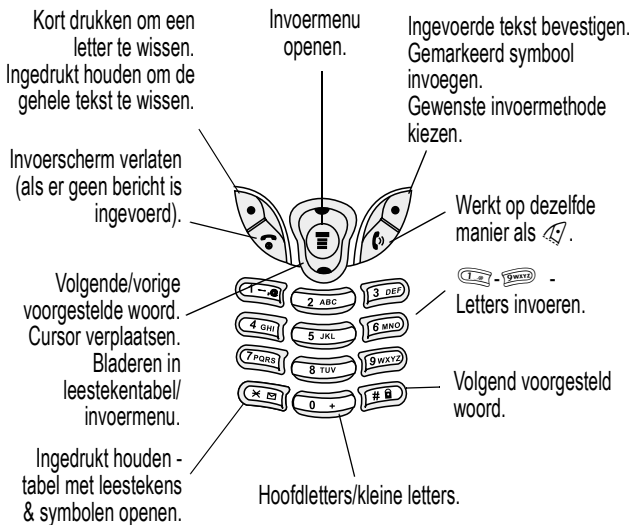 Kort drukken om een
letter te wissen.
Ingedrukt houden om de
gehele tekst te wissen.
Invoermenu
openen.
Ingevoerde tekst bevestigen.
Gemarkeerd symbool
invoegen.
Gewenste invoermethode
kiezen.
Invoerscherm verlaten
(als er geen bericht is
ingevoerd).
Werkt op dezelfde
manier als .
Volgende/vorige
voorgestelde woord.
Cursor verplaatsen.
Bladeren in
leestekentabel/
invoermenu.
1 - 9WXYZ -
Letters invoeren.
1 2 ABC 3 DEF
4 GHI 5 JKL 6 MNO
7PQRS 8 TUV 9WXYZ
* 0 + #
Volgend voorgesteld
woord.
Ingedrukt houden -
tabel met leestekens
& symbolen openen.
Hoofdletters/kleine letters.